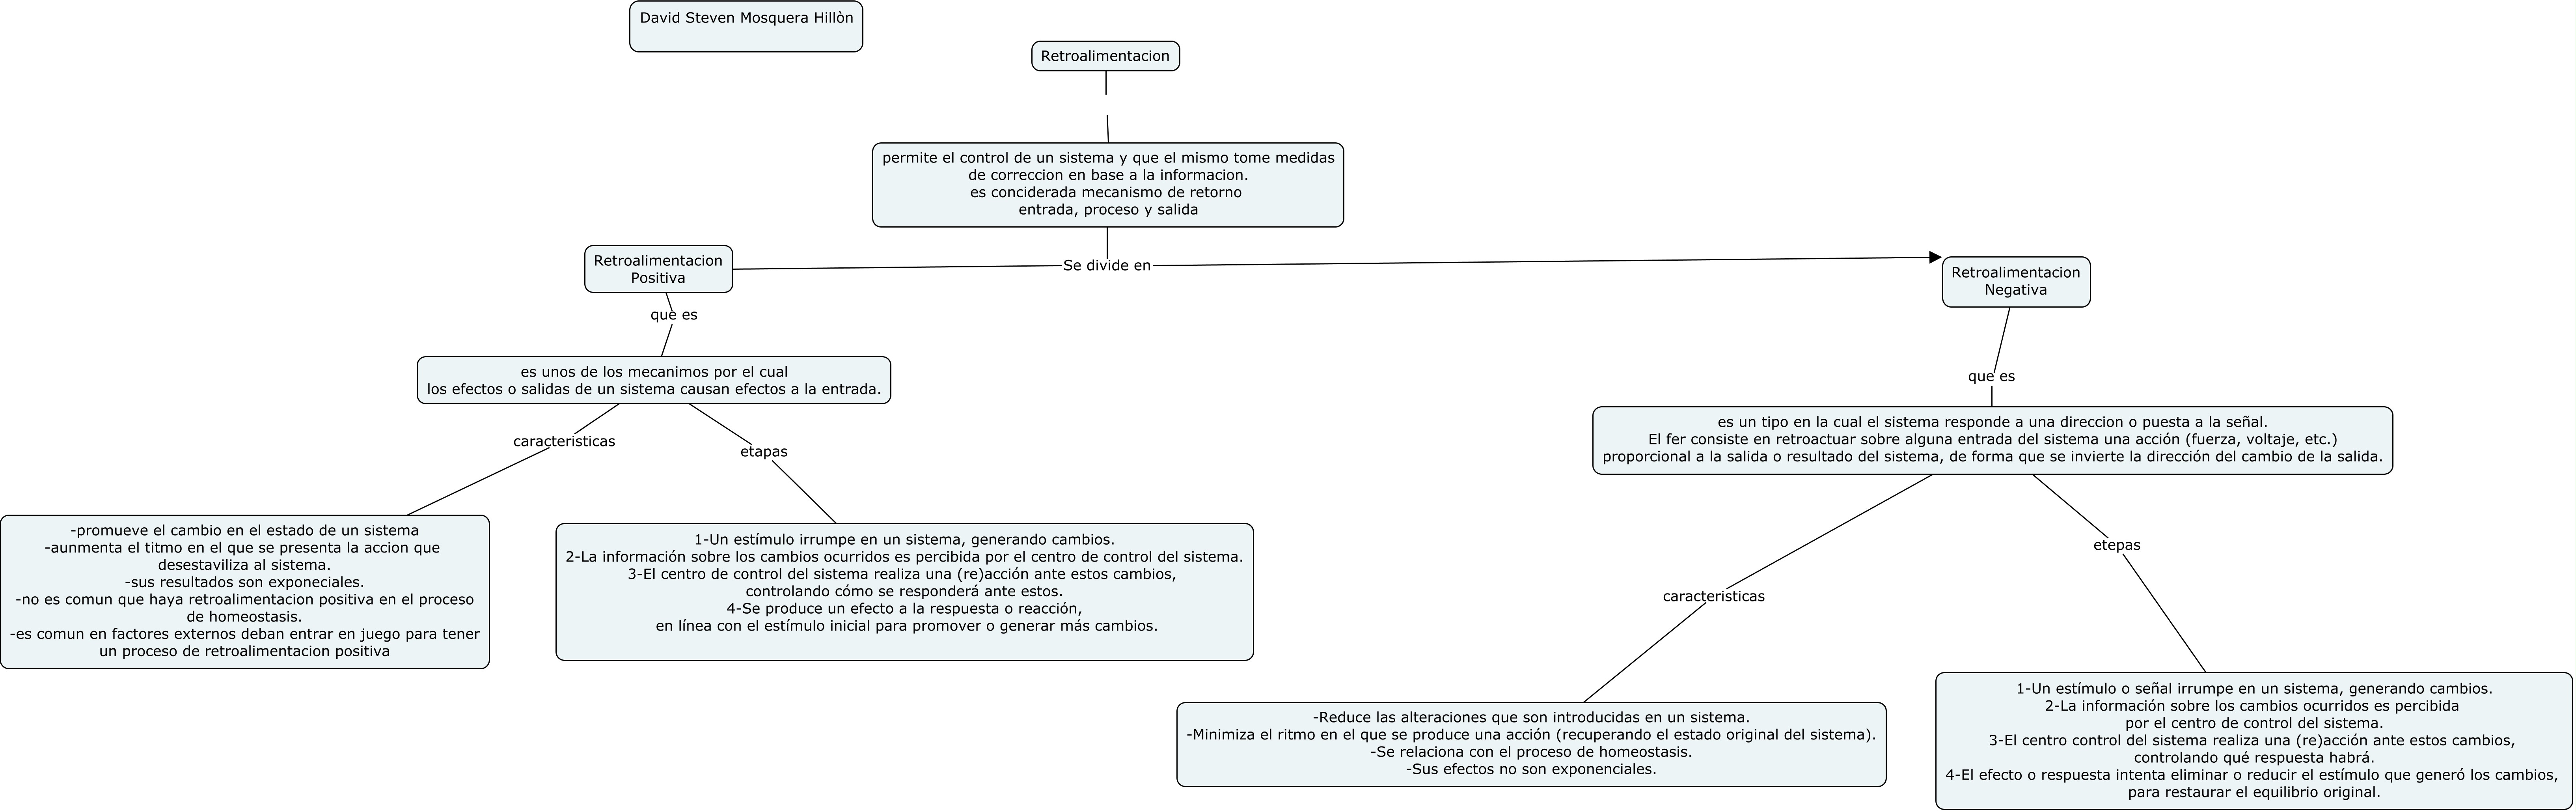 David Steven Mosquera Hillòn
Retroalimentacion
permite el control de un sistema y que el mismo tome medidas
de correccion en base a la informacion.
es conciderada mecanismo de retorno
entrada, proceso y salida
Se divide en
Retroalimentacion
Positiva
que es
es unos de los mecanimos por el cual
los efectos o salidas de un sistema causan efectos a la entrada.
caracteristicas
etapas
-promueve el cambio en el estado de un sistema
-aunmenta el titmo en el que se presenta la accion que
desestaviliza al sistema.
-sus resultados son exponeciales.
-no es comun que haya retroalimentacion positiva en el proceso
de homeostasis.
-es comun en factores externos deban entrar en juego para tener
un proceso de retroalimentacion positiva
1-Un estímulo irrumpe en un sistema, generando cambios.
2-La información sobre los cambios ocurridos es percibida por el centro de control del sistema.
3-El centro de control del sistema realiza una (re)acción ante estos cambios,
controlando cómo se responderá ante estos.
4-Se produce un efecto a la respuesta o reacción,
en línea con el estímulo inicial para promover o generar más cambios.
Retroalimentacion
Negativa
que es
es un tipo en la cual el sistema responde a una direccion o puesta a la señal.
El fer consiste en retroactuar sobre alguna entrada del sistema una acción (fuerza, voltaje, etc.)
proporcional a la salida o resultado del sistema, de forma que se invierte la dirección del cambio de la salida.
caracteristicas
etepas
-Reduce las alteraciones que son introducidas en un sistema.
-Minimiza el ritmo en el que se produce una acción (recuperando el estado original del sistema).
-Se relaciona con el proceso de homeostasis.
-Sus efectos no son exponenciales.
1-Un estímulo o señal irrumpe en un sistema, generando cambios.
2-La información sobre los cambios ocurridos es percibida
por el centro de control del sistema.
3-El centro control del sistema realiza una (re)acción ante estos cambios,
controlando qué respuesta habrá.
4-El efecto o respuesta intenta eliminar o reducir el estímulo que generó los cambios,
para restaurar el equilibrio original.